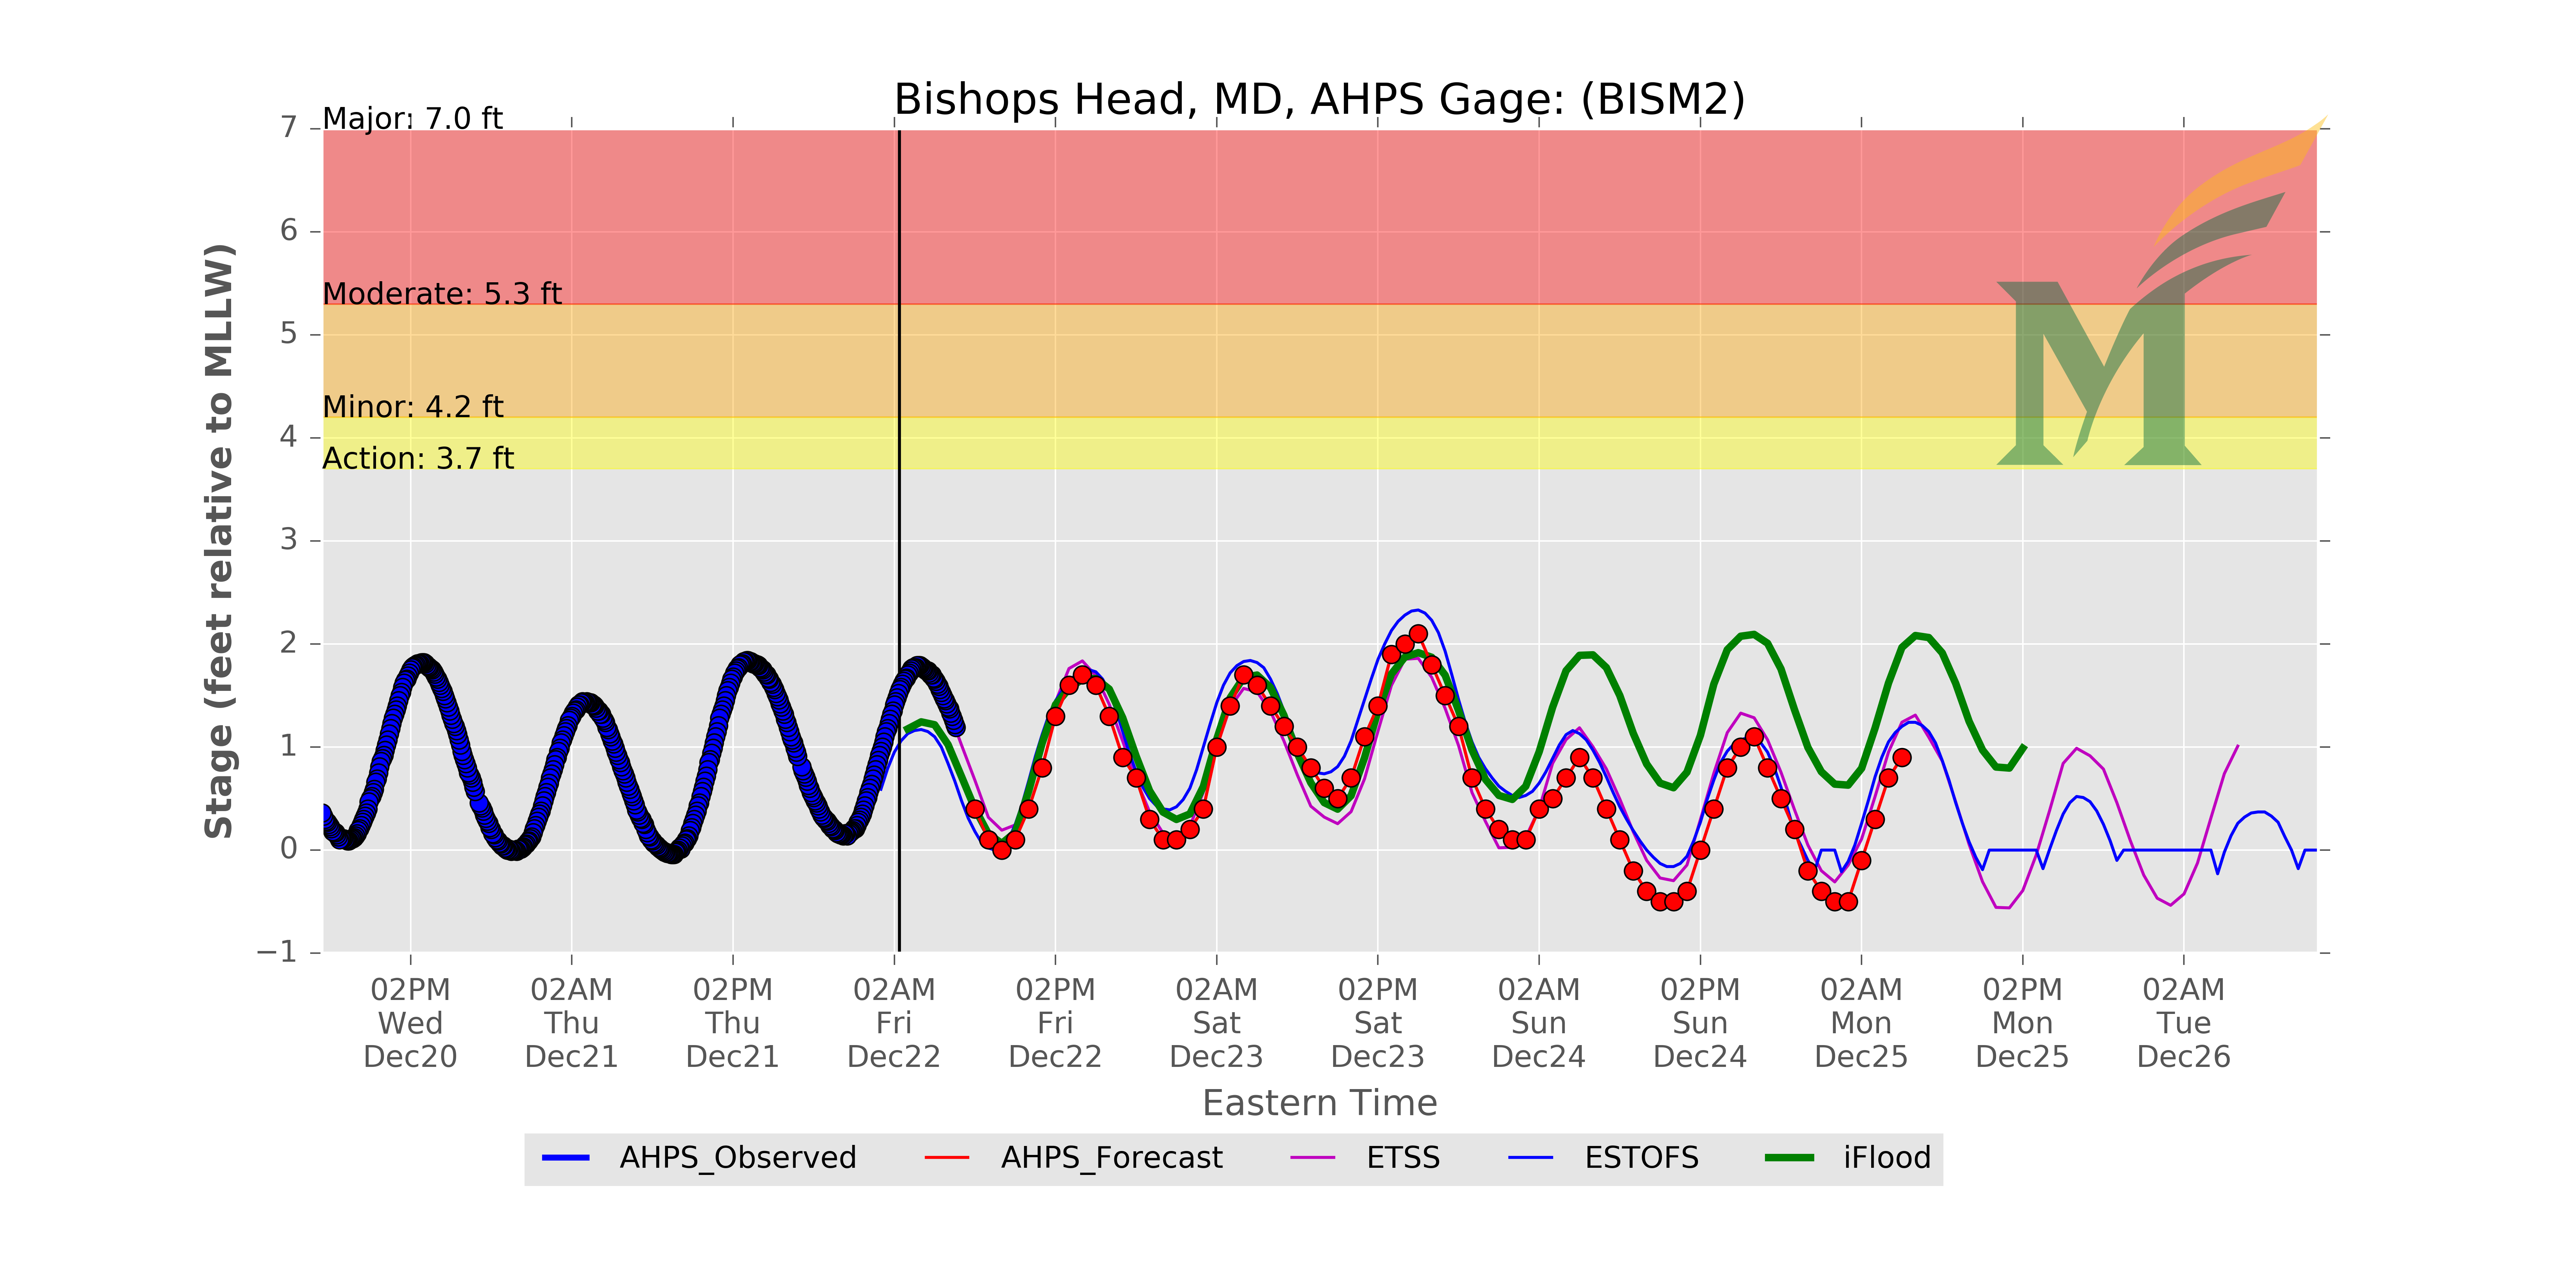 Bishops Head, MD, AHPS Gage: (BISM2)
Stage (feet relative to MLLW)
7
6
5
4
3
2
1
0
−1
Major: 7.0 ft
Moderate: 5.3 ft
Minor: 4.2 ft
Action: 3.7 ft
M
02PM
Wed
Dec20
02AM
Thu
Dec21
02PM
Thu
Dec21
02AM
Fri
Dec22
02PM
Fri
Dec22
02AM
Sat
Dec23
02PM
Sat
Dec23
02AM
Sun
Dec24
02PM
Sun
Dec24
02AM
Mon
Dec25
02PM
Mon
Dec25
02AM
Tue
Dec26
Eastern Time
AHPS_Observed AHPS_Forecast ETSS ESTOFS iFlood